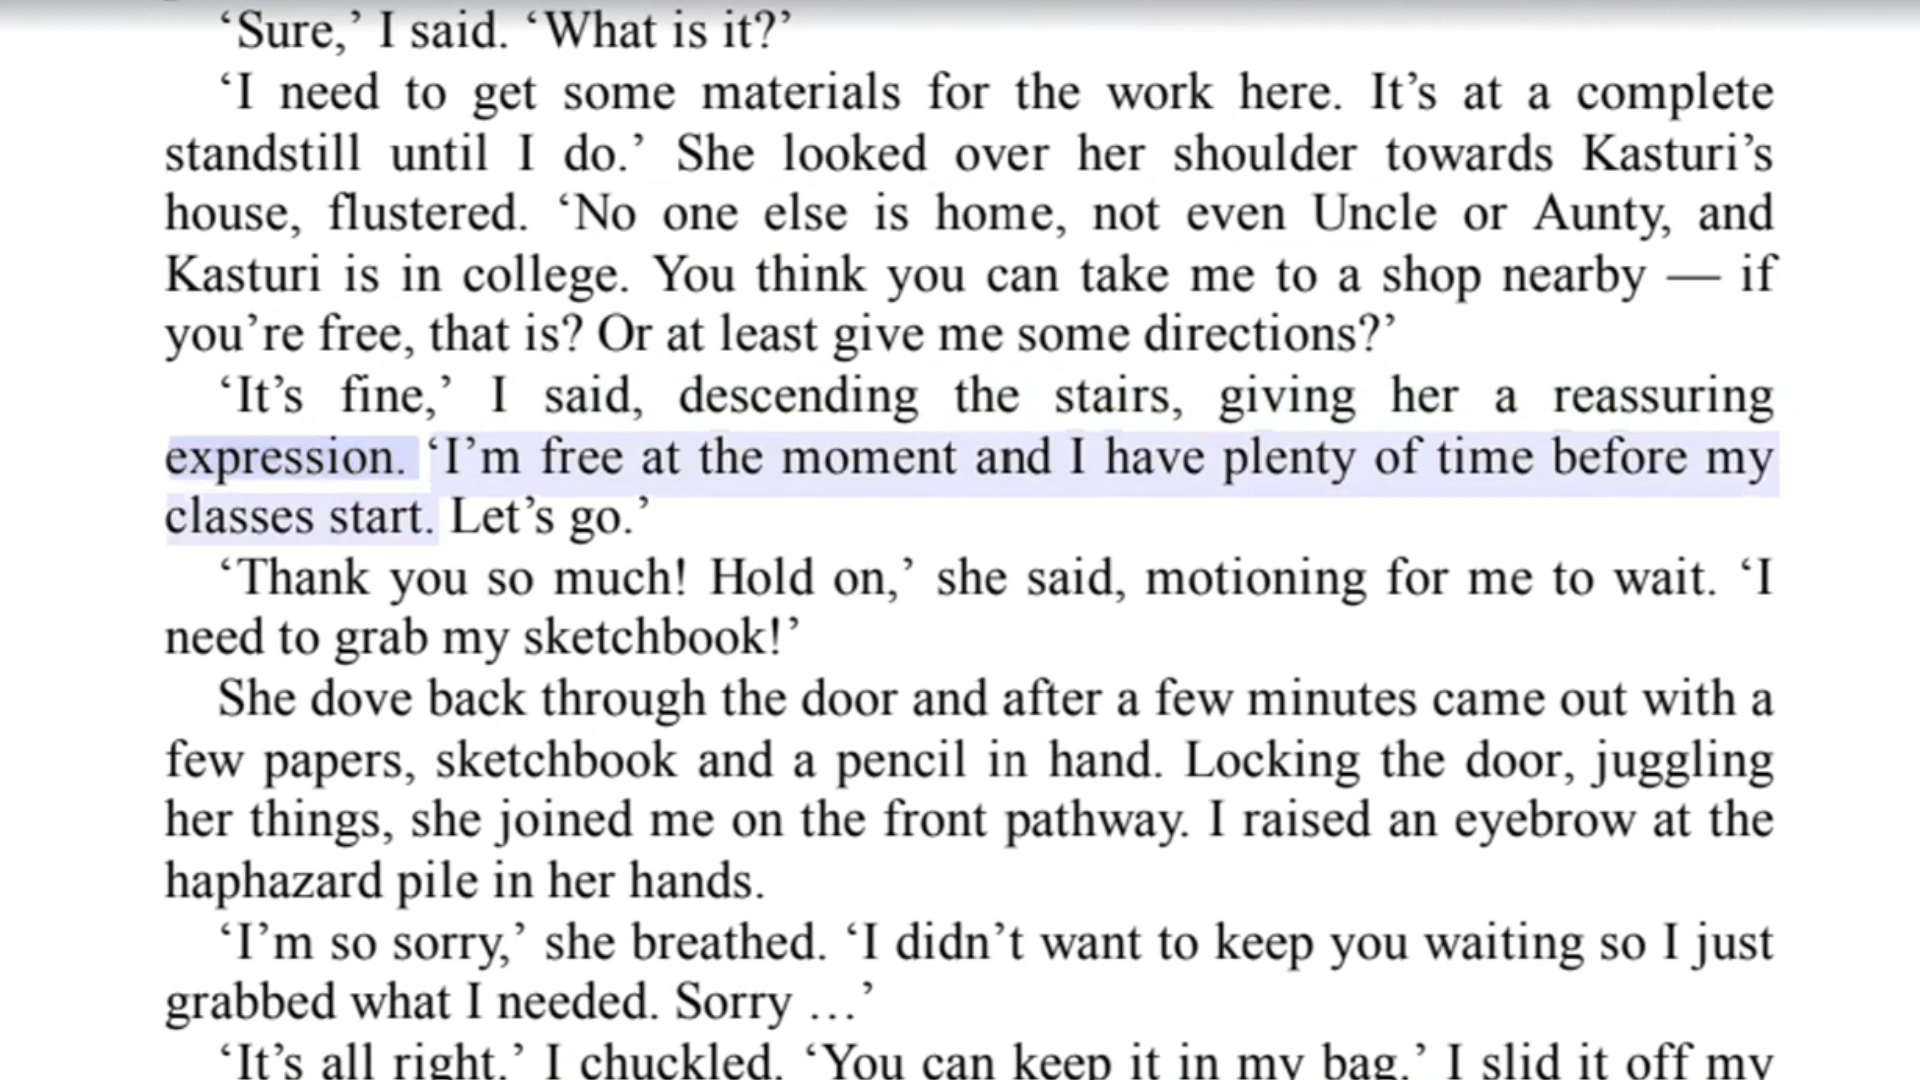 ‘Sure,’ I said. ‘What is it?’
‘I need to get some materials for the work here. It’s at a complete
standstill until I do.’ She looked over her shoulder towards Kasturi’s
house, flustered. ‘No one else is home, not even Uncle or Aunty, and
Kasturi is in college. You think you can take me to a shop nearby — if
you’re free, that is? Or at least give me some directions?’
‘It’s fine,’ I said, descending the stairs, giving her a reassuring
expression. ‘I’m free at the moment and I have plenty of time before my
classes start. Let’s go.’
‘Thank you so much! Hold on,’ she said, motioning for me to wait. ‘I
need to grab my sketchbook!’
She dove back through the door and after a few minutes came out with a
few papers, sketchbook and a pencil in hand. Locking the door, juggling
her things, she joined me on the front pathway. I raised an eyebrow at the
haphazard pile in her hands.
‘I’m so sorry,’ she breathed. ‘I didn’t want to keep you waiting so I just
grabbed what I needed. Sorry …’
‘It’s all right,’ I chuckled. ‘You can keep it in my bag.’ I slid it off my